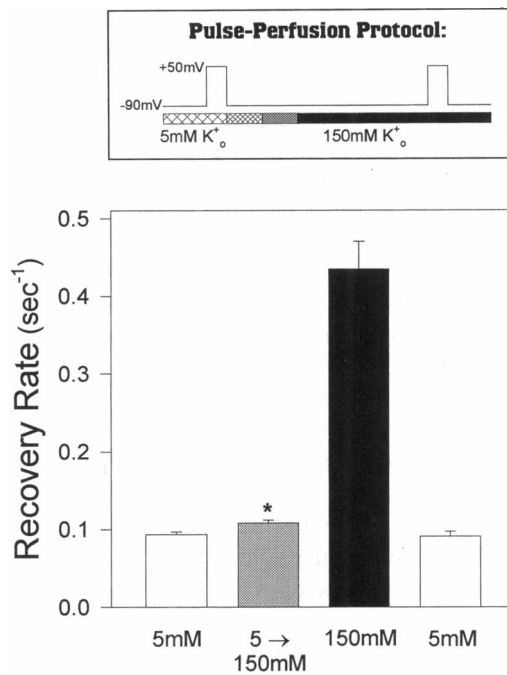 Pulse-Perfusion Protocol:
+50mV
-90mV
5mM K⁺ₒ 150mM K⁺ₒ
0.5
0.4
0.3
0.2
0.1
0.0
Recovery Rate (sec⁻¹)
*
5mM 5 → 150mM 5mM
150mM